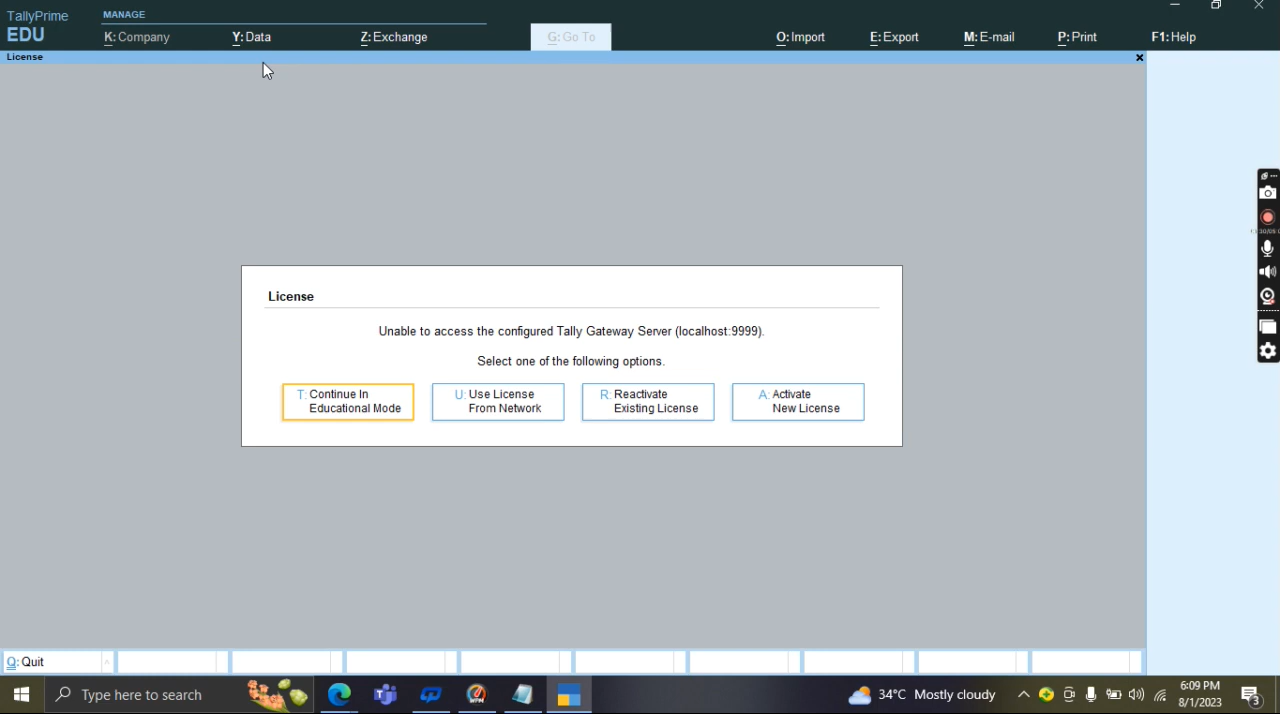 TallyPrime
EDU
MANAGE
K: Company
Y: Data
Z: Exchange
G: Go To
O: Import
E: Export
M: E-mail
P: Print
F1: Help
License
License
Unable to access the configured Tally Gateway Server (localhost:9999).
Select one of the following options.
T: Continue In
Educational Mode
U: Use License
From Network
R: Reactivate
Existing License
A: Activate
New License
Q: Quit
Type here to search
34°C Mostly cloudy
6:09 PM
8/1/2023
3